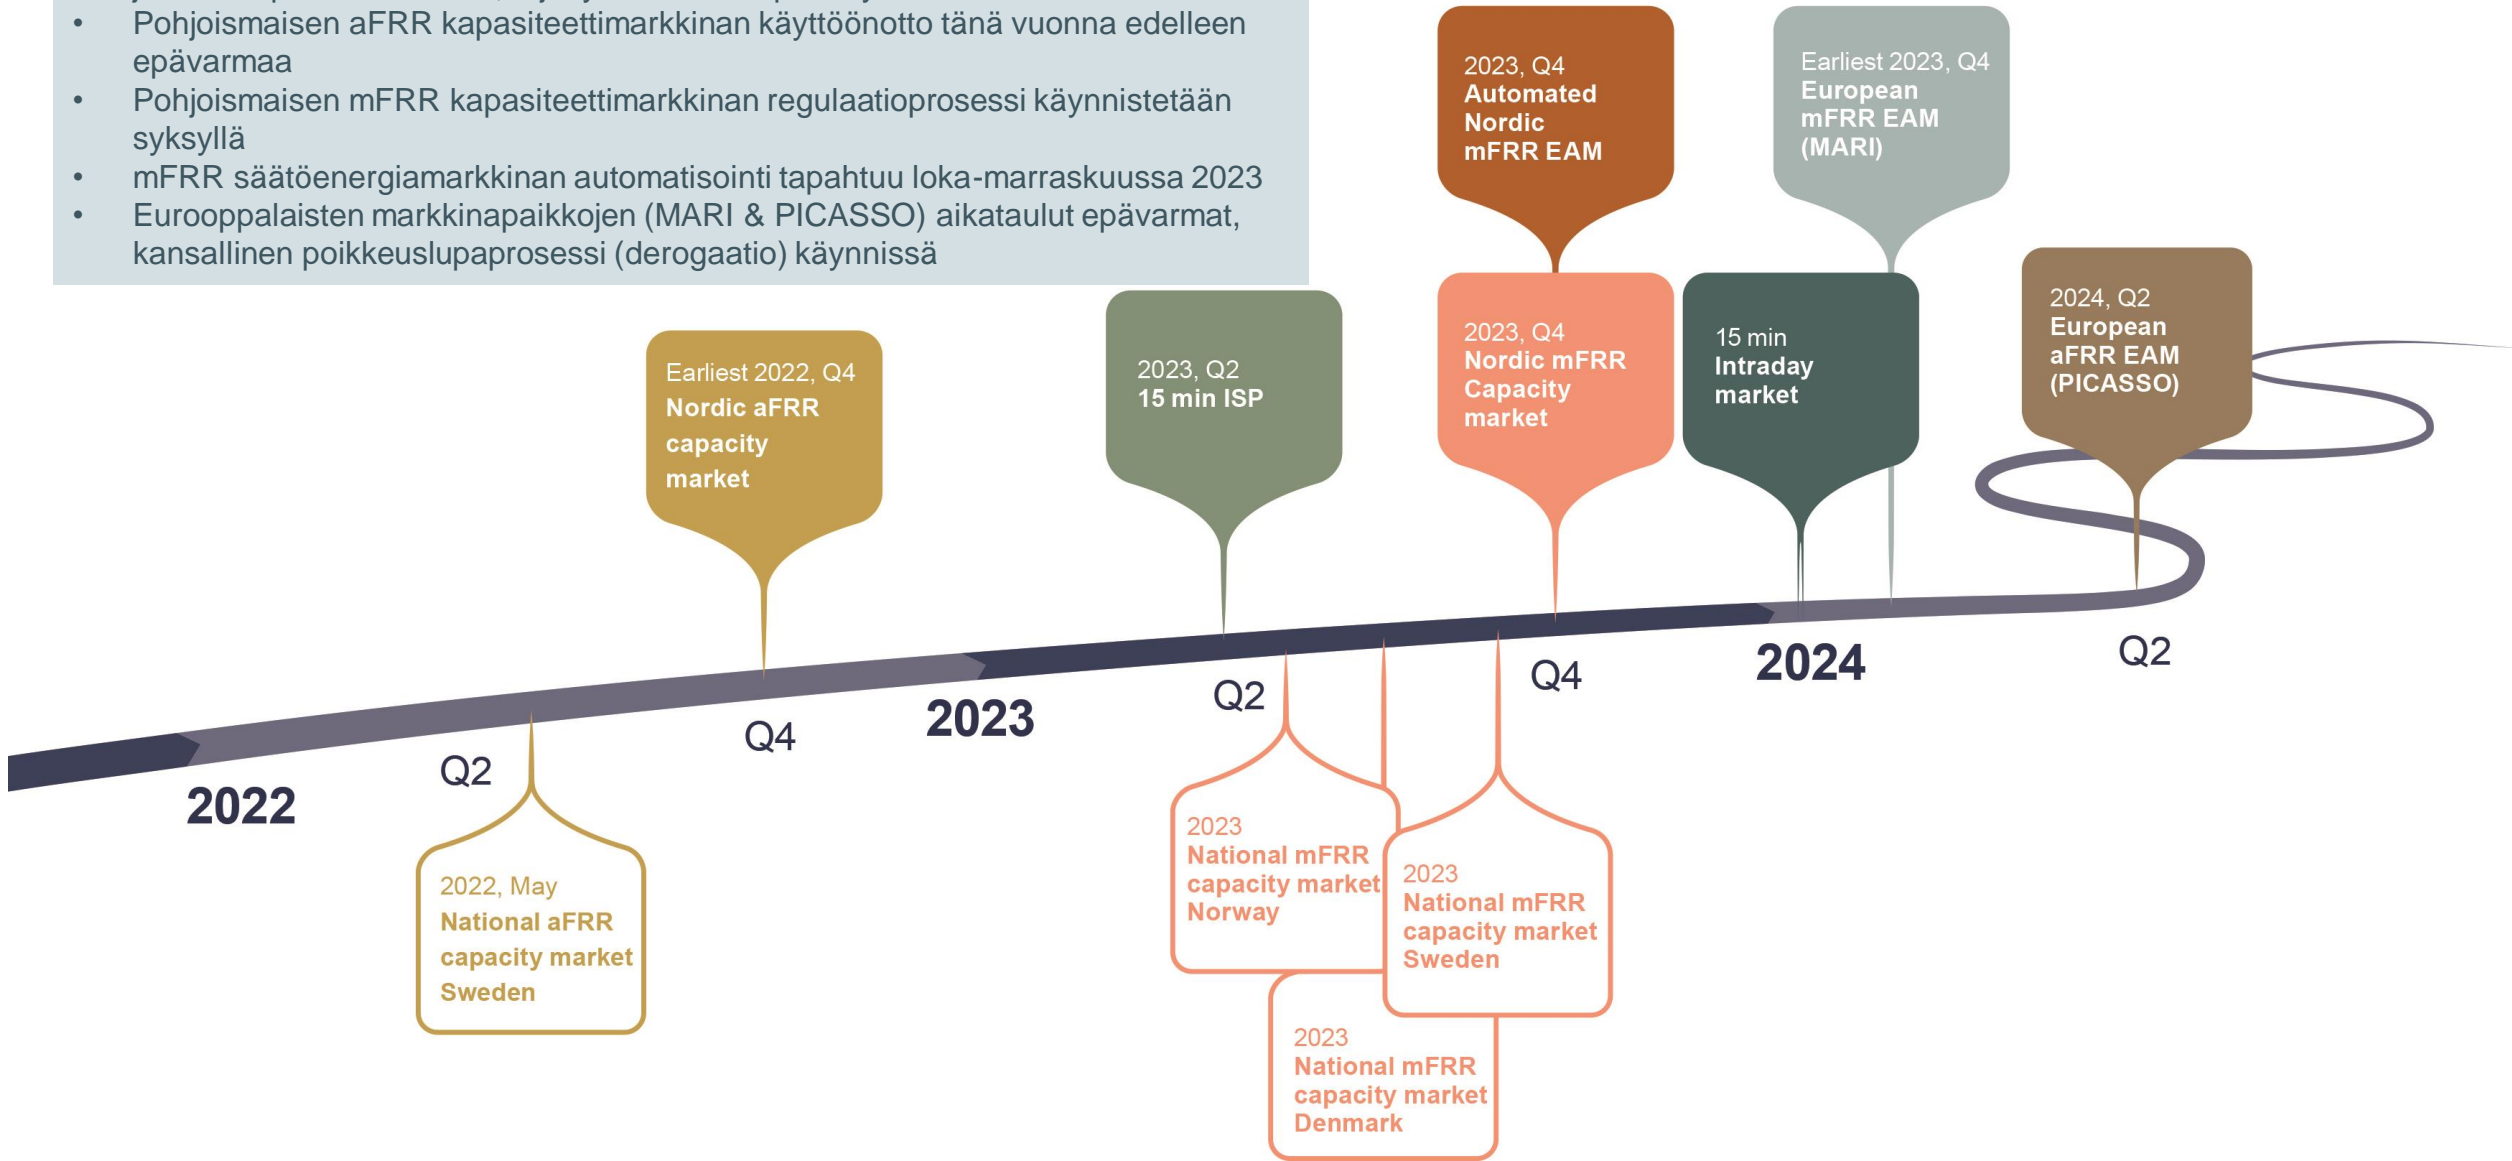 • Pohjoismaisen aFRR kapasiteettimarkkinan käyttöönotto tänä vuonna edelleen
epävarmaa
• Pohjoismaisen mFRR kapasiteettimarkkinan regulaatioprosessi käynnistetään
syksyllä
• mFRR säätöenergiamarkkinan automatisointi tapahtuu loka-marraskuussa 2023
• Eurooppalaisten markkinapaikkojen (MARI & PICASSO) aikataulut epävarmat,
kansallinen poikkeuslupaprosessi (derogaatio) käynnissä
2023, Q4
Automated
Nordic
mFRR EAM
Earliest 2023, Q4
European
mFRR EAM
(MARI)
Earliest 2022, Q4
Nordic aFRR
capacity
market
2023, Q2
15 min ISP
2023, Q4
Nordic mFRR
Capacity
market
15 min
Intraday
market
2024, Q2
European
aFRR EAM
(PICASSO)
2022
Q2
Q4
2023
Q2
Q4
2024
Q2
2022, May
National aFRR
capacity market
Sweden
2023
National mFRR
capacity market
Norway
2023
National mFRR
capacity market
Sweden
2023
National mFRR
capacity market
Denmark